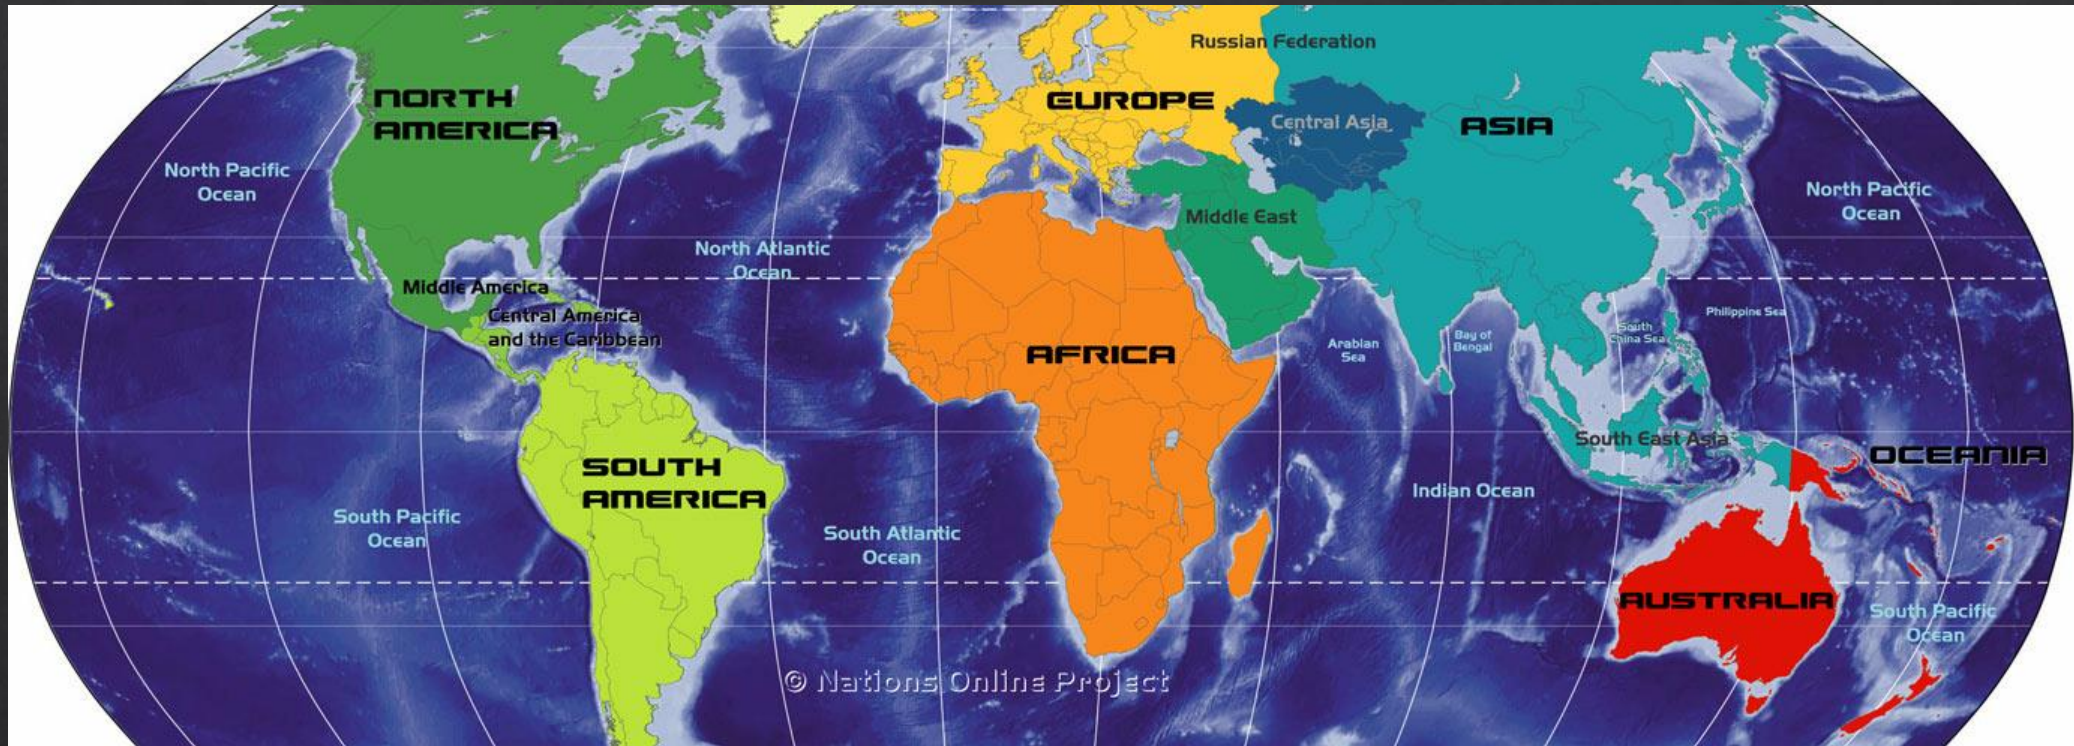 Russian Federation
NORTH
AMERICA
EUROPE
Central Asia
ASIA
North Pacific
Ocean
North Pacific
Ocean
Middle East
North Atlantic
Ocean
Middle America
Central America
and the Caribbean
Philippine Sea
South
China Sea
Arabian
Sea
Bay of
Bengal
AFRICA
South East Asia
OCEANIA
SOUTH
AMERICA
Indian Ocean
South Pacific
Ocean
South Atlantic
Ocean
AUSTRALIA
South Pacific
Ocean
© Nations Online Project